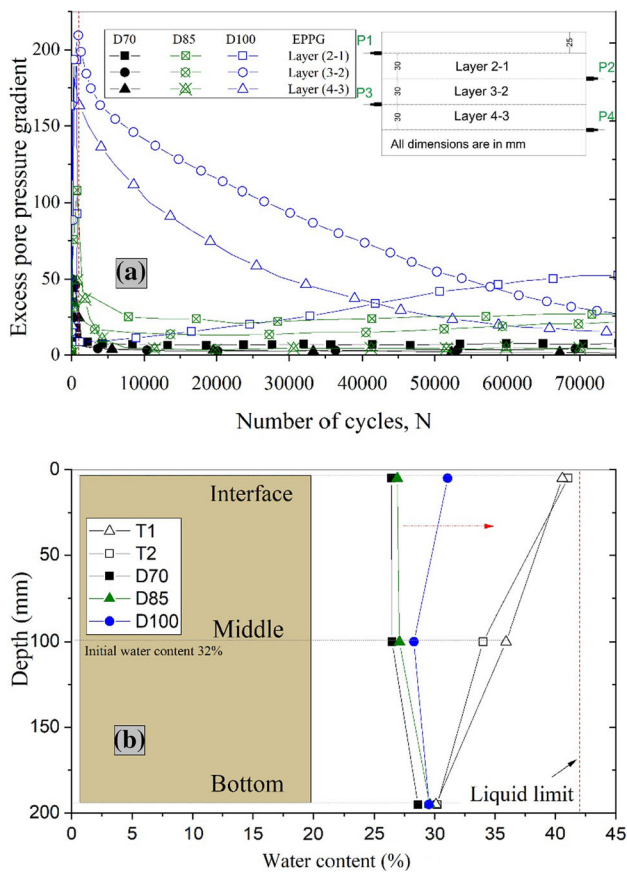 D70 D85 D100 EPPG
Layer (2-1)
Layer (3-2)
Layer (4-3)
P1
P2
P3
P4
25
30
30
30
Layer 2-1
Layer 3-2
Layer 4-3
All dimensions are in mm
Excess pore pressure gradient
200
150
100
50
0
(a)
0 10000 20000 30000 40000 50000 60000 70000
Number of cycles, N
Depth (mm)
0
50
100
150
200
Interface
T1
T2
D70
D85
D100
Middle
Initial water content 32%
(b)
Bottom
Liquid limit
0 5 10 15 20 25 30 35 40 45
Water content (%)